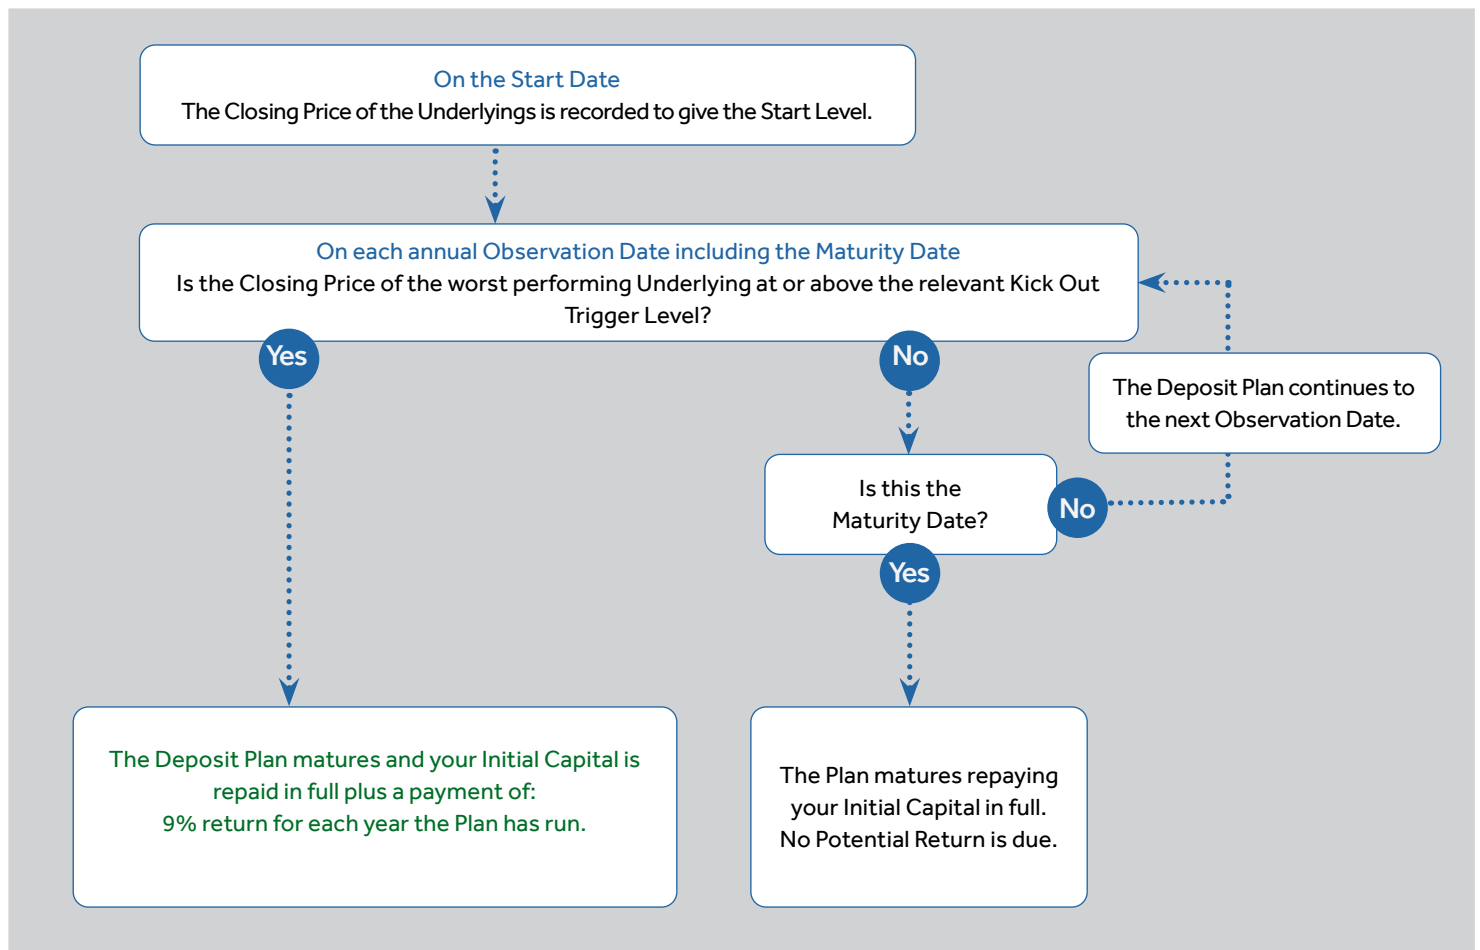 On the Start Date
The Closing Price of the Underlyings is recorded to give the Start Level.
On each annual Observation Date including the Maturity Date
Is the Closing Price of the worst performing Underlying at or above the relevant Kick Out
Trigger Level?
Yes
No
The Deposit Plan continues to
the next Observation Date.
Is this the
Maturity Date?
No
Yes
The Deposit Plan matures and your Initial Capital is
repaid in full plus a payment of:
9% return for each year the Plan has run.
The Plan matures repaying
your Initial Capital in full.
No Potential Return is due.